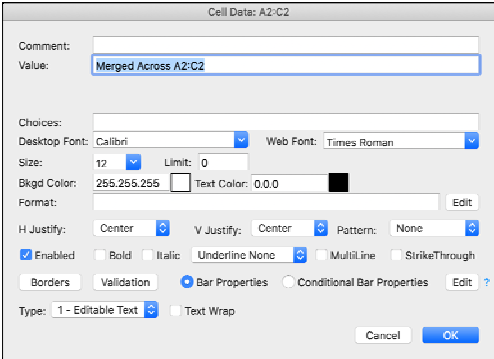 Cell Data: A2:C2
Comment:
Value: Merged Across A2:C2
Choices:
Desktop Font: Calibri Web Font: Times Roman
Size: 12 Limit: 0
Bkgd Color: 255.255.255 Text Color: 0.0.0
Format: Edit
H Justify: Center V Justify: Center Pattern: None
Enabled Bold Italic Underline None MultiLine StrikeThrough
Borders Validation Bar Properties Conditional Bar Properties Edit ?
Type: 1 - Editable Text Text Wrap
Cancel OK